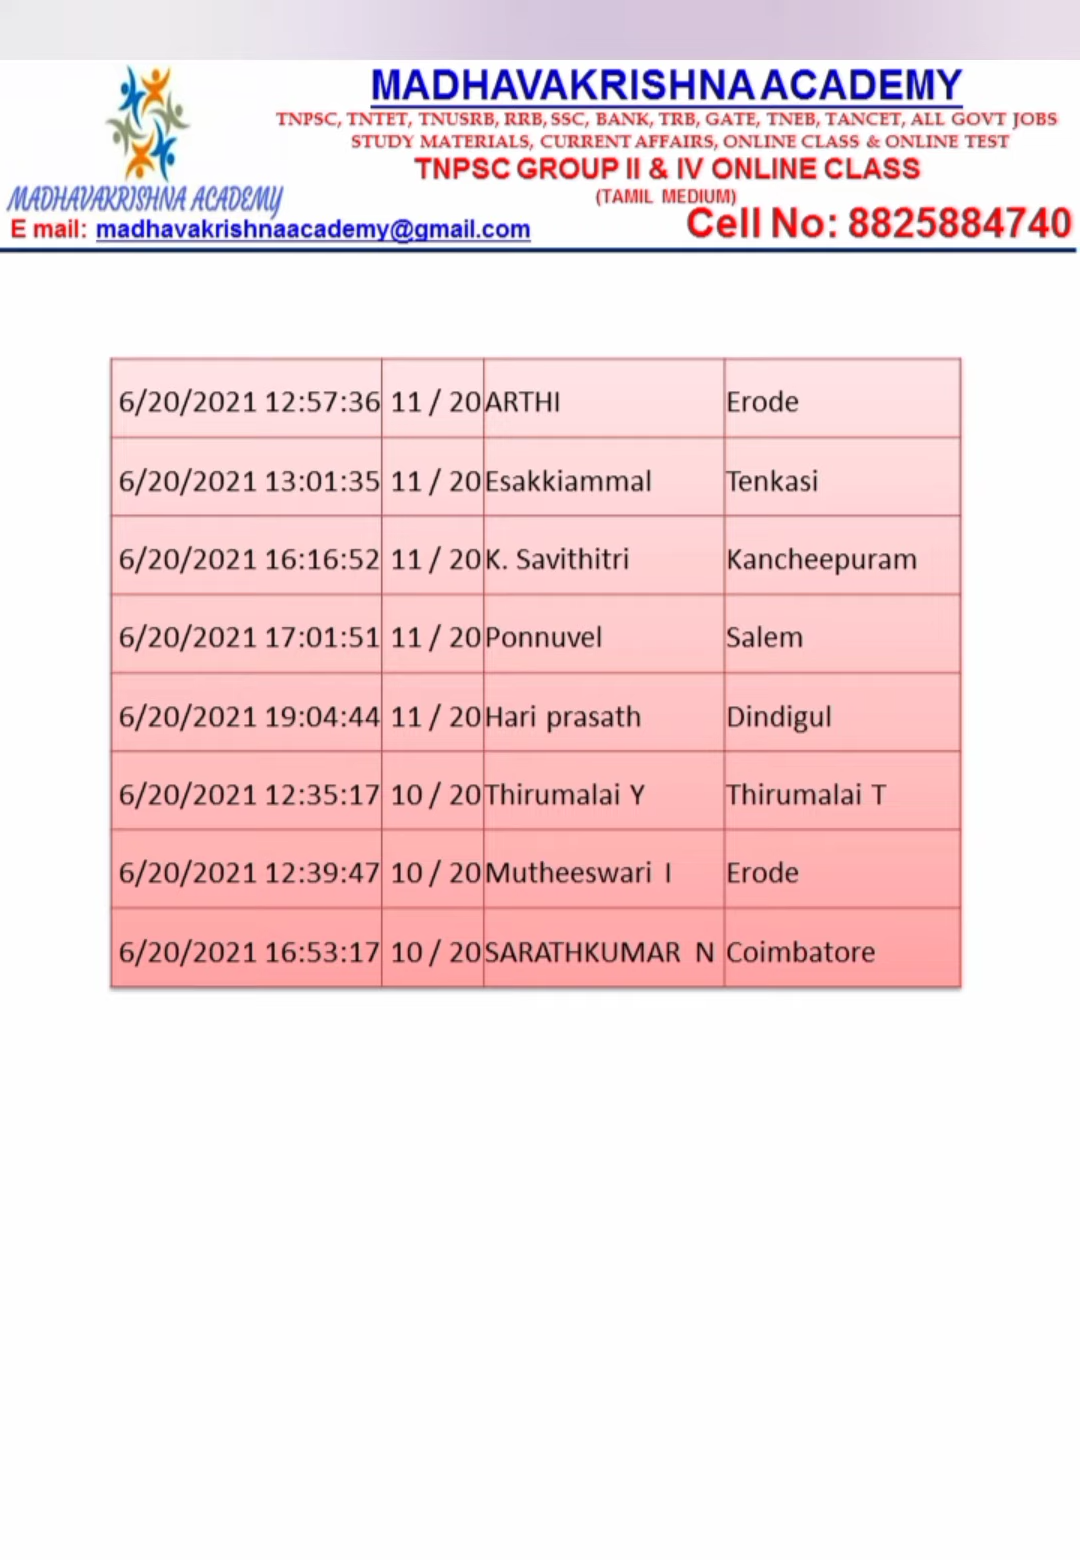 MADHAVAKRISHNA ACADEMY
TNPSC, TNTET, TNUSRB, RRB, SSC, BANK, TRB, GATE, TNEB, TANCET, ALL GOVT JOBS
STUDY MATERIALS, CURRENT AFFAIRS, ONLINE CLASS & ONLINE TEST
TNPSC GROUP II & IV ONLINE CLASS
(TAMIL MEDIUM)
MADHAVAKRISHNA ACADEMY
E mail: madhavakrishnaacademy@gmail.com
Cell No: 8825884740
6/20/2021 12:57:36 11 / 20 ARTHI Erode
6/20/2021 13:01:35 11 / 20 Esakkiammal Tenkasi
6/20/2021 16:16:52 11 / 20 K. Savithitri Kancheepuram
6/20/2021 17:01:51 11 / 20 Ponnuvel Salem
6/20/2021 19:04:44 11 / 20 Hari prasath Dindigul
6/20/2021 12:35:17 10 / 20 Thirumalai Y Thirumalai T
6/20/2021 12:39:47 10 / 20 Mutheeswari I Erode
6/20/2021 16:53:17 10 / 20 SARATHKUMAR N Coimbatore